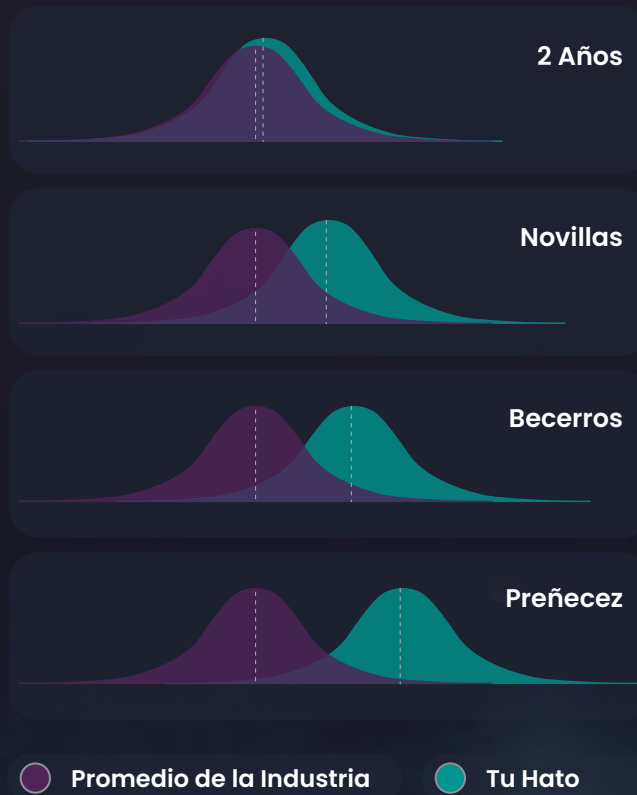 2 Años
Novillas
Becerros
Preñecez
Promedio de la Industria
Tu Hato